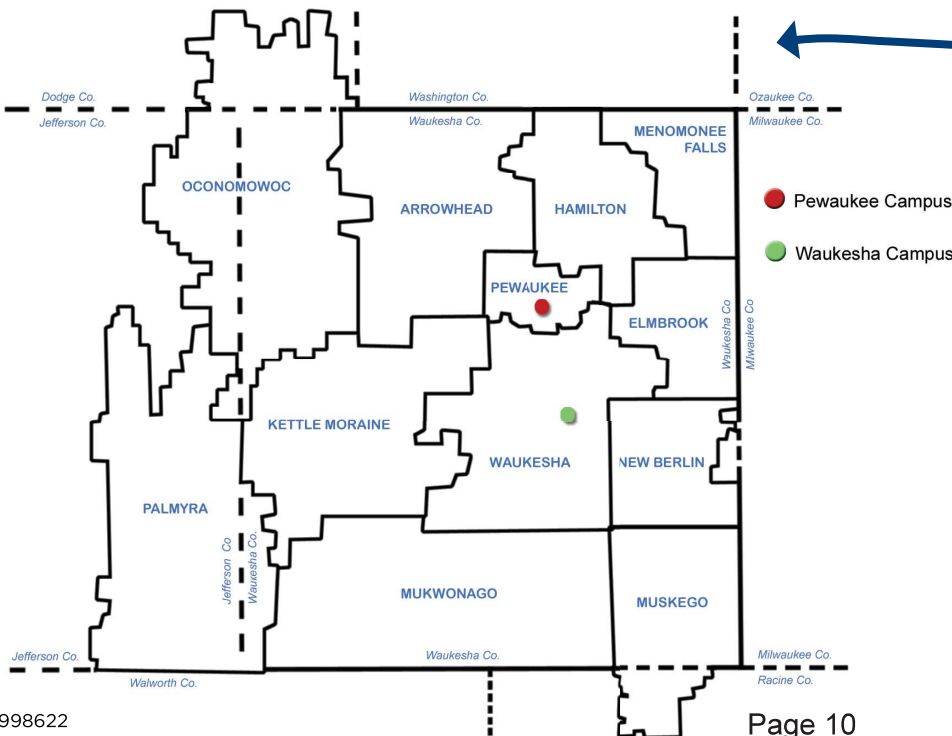 Dodge Co.
Washington Co.
Ozaukee Co.
Jefferson Co.
Waukesha Co.
Milwaukee Co.
MENOMONEE
FALLS
OCONOMOWOC
ARROWHEAD
HAMILTON
Pewaukee Campus
Waukesha Campus
PEWAUKEE
ELMBROOK
Waukesha Co
Milwaukee Co
KETTLE MORAINE
WAUKESHA
NEW BERLIN
PALMYRA
Jefferson Co
Waukesha Co.
MUKWONAGO
MUSKEGO
Jefferson Co.
Waukesha Co.
Milwaukee Co.
Walworth Co.
Racine Co.
998622
Page 10